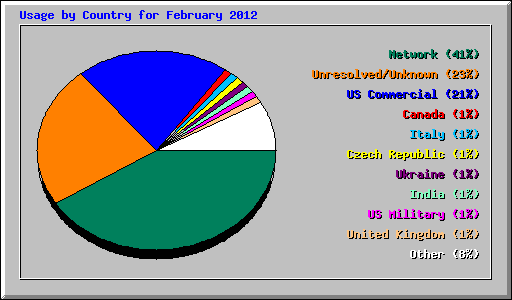 Usage by Country for February 2012
Network (41%)
Unresolved/Unknown (23%)
US Commercial (21%)
Canada (1%)
Italy (1%)
Czech Republic (1%)
Ukraine (1%)
India (1%)
US Military (1%)
United Kingdom (1%)
Other (8%)